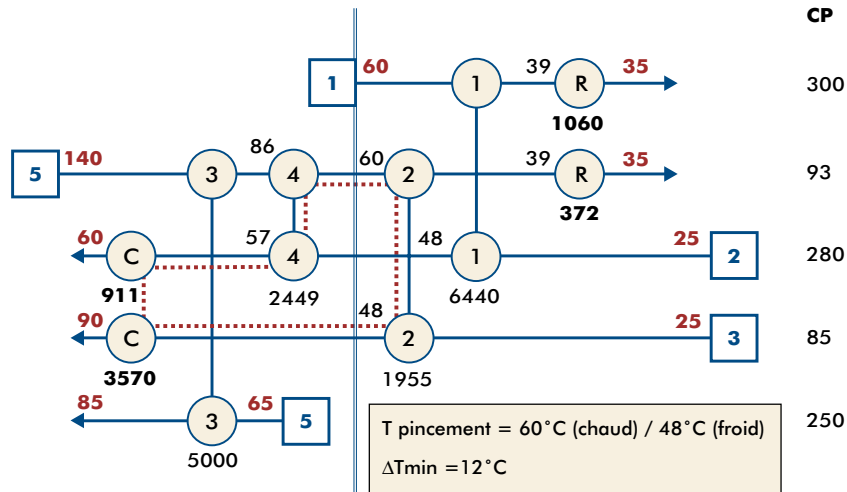 CP
1 60 1 39 R 35 300
1060
5 140 3 86 4 60 2 39 R 35 93
372
60 C 57 4 48 1 25 2 280
911 2449 6440
90 C 48 2 25 3 85
3570 1955
85 3 65 5 250
5000
T pincement = 60°C (chaud) / 48°C (froid)
ΔTmin =12°C